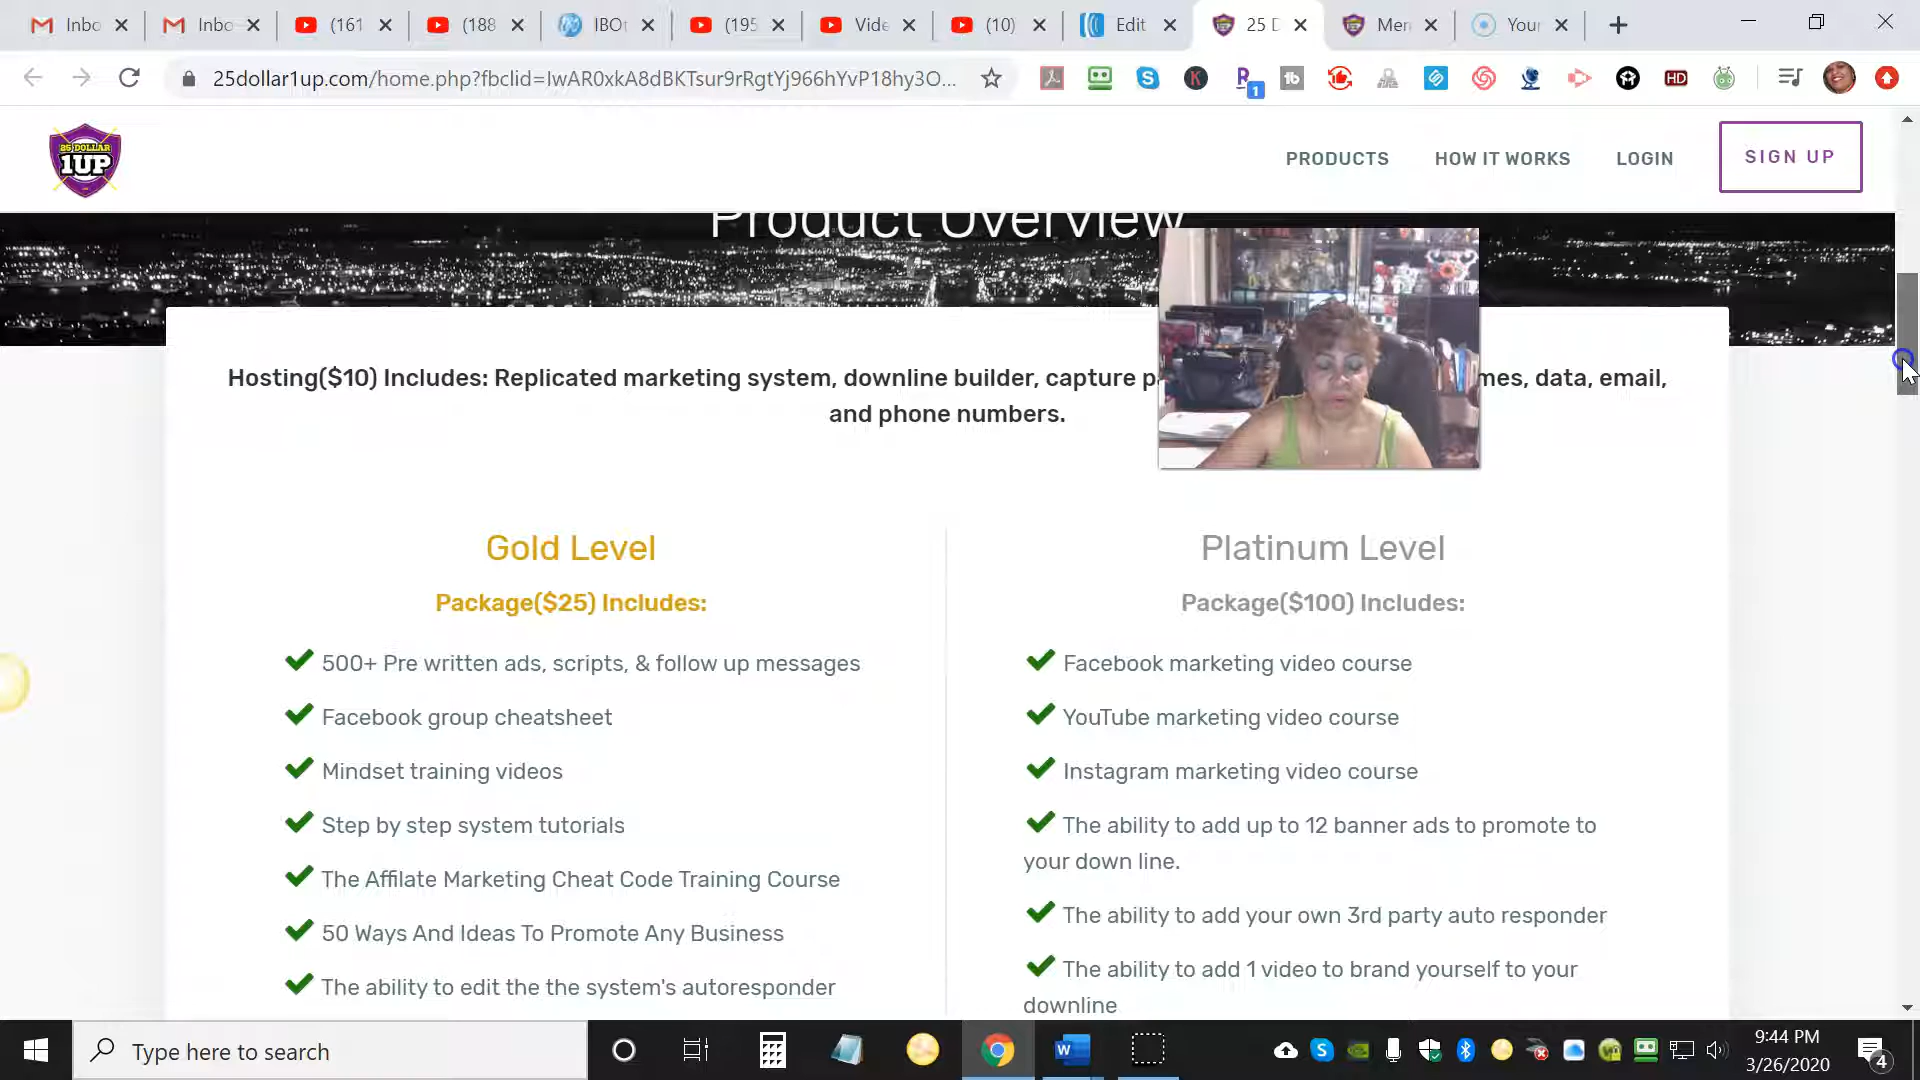 Inbo
Inbo
(161
(188
IBO
(195
Vide
(10)
Edit
25 D
Mer
Your
25dollar1up.com/home.php?fbclid=IwAR0xkA8dBKTsur9rRgtYj966hYvP18hy3O...
1
HD
25 DOLLAR
1UP
PRODUCTS
HOW IT WORKS
LOGIN
SIGN UP
Product Overview
Hosting($10) Includes: Replicated marketing system, downline builder, capture p mes, data, email,
and phone numbers.
Gold Level
Package($25) Includes:
500+ Pre written ads, scripts, & follow up messages
Facebook group cheatsheet
Mindset training videos
Step by step system tutorials
The Affilate Marketing Cheat Code Training Course
50 Ways And Ideas To Promote Any Business
The ability to edit the the system's autoresponder
Platinum Level
Package($100) Includes:
Facebook marketing video course
YouTube marketing video course
Instagram marketing video course
The ability to add up to 12 banner ads to promote to
your down line.
The ability to add your own 3rd party auto responder
The ability to add 1 video to brand yourself to your
downline
Type here to search
9:44 PM
3/26/2020
4